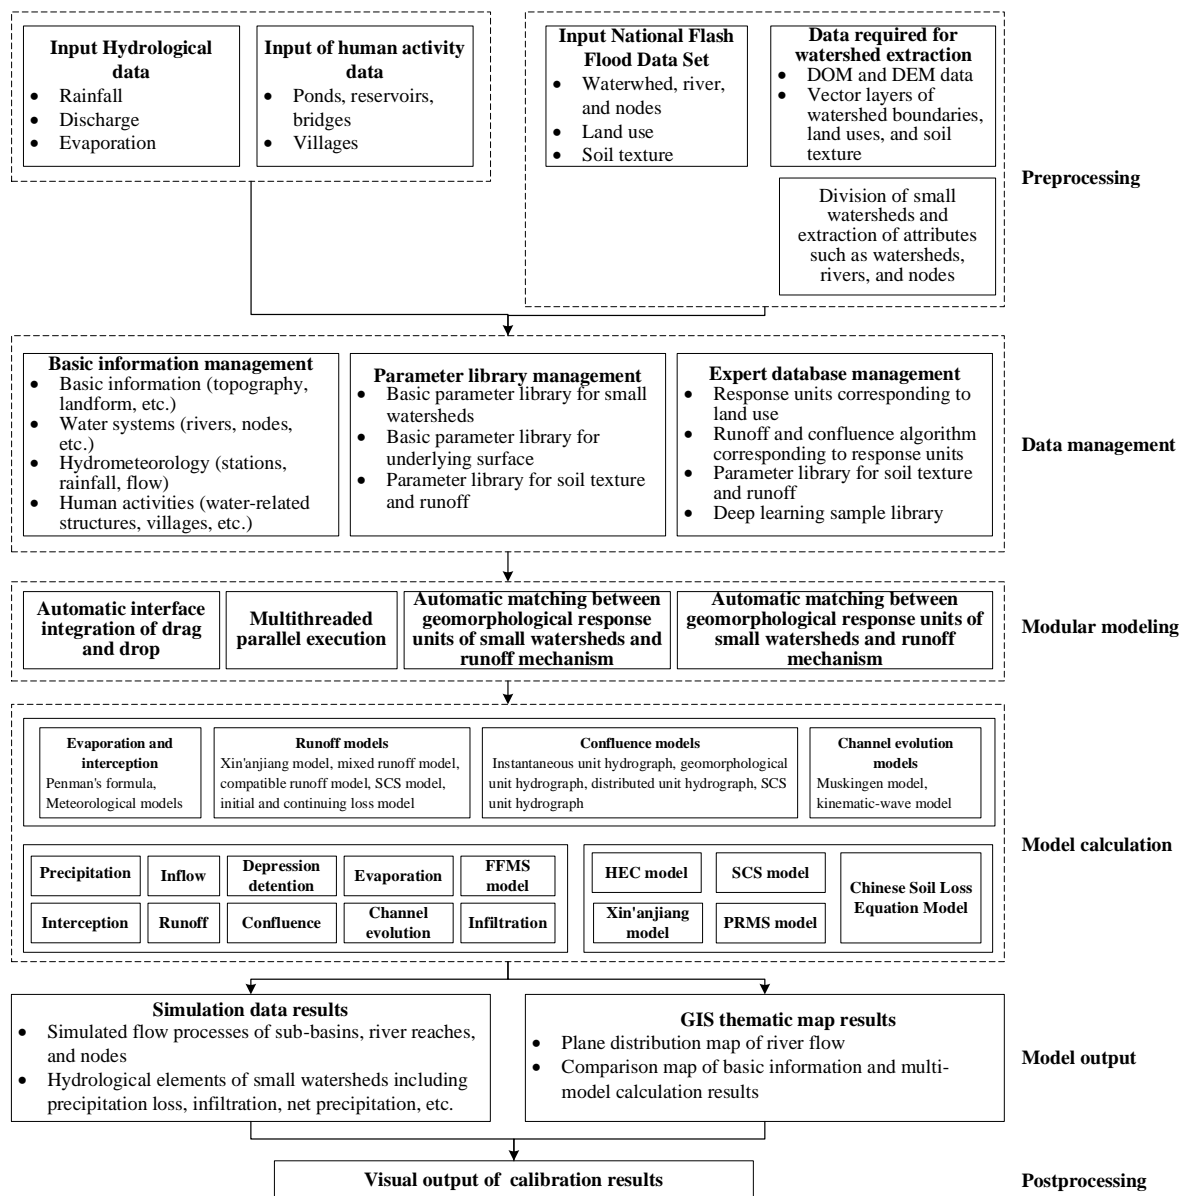 Input Hydrological
data
• Rainfall
• Discharge
• Evaporation
Input of human activity
data
• Ponds, reservoirs,
bridges
• Villages
Input National Flash
Flood Data Set
• Waterwhed, river,
and nodes
• Land use
• Soil texture
Data required for
watershed extraction
• DOM and DEM data
• Vector layers of
watershed boundaries,
land uses, and soil
texture
Division of small
watersheds and
extraction of attributes
such as watersheds,
rivers, and nodes
Preprocessing
Basic information management
• Basic information (topography,
landform, etc.)
• Water systems (rivers, nodes,
etc.)
• Hydrometeorology (stations,
rainfall, flow)
• Human activities (water-related
structures, villages, etc.)
Parameter library management
• Basic parameter library for small
watersheds
• Basic parameter library for
underlying surface
• Parameter library for soil texture
and runoff
Expert database management
• Response units corresponding to
land use
• Runoff and confluence algorithm
corresponding to response units
• Parameter library for soil texture
and runoff
• Deep learning sample library
Data management
Automatic interface
integration of drag
and drop
Multithreaded
parallel execution
Automatic matching between
geomorphological response
units of small watersheds and
runoff mechanism
Automatic matching between
geomorphological response units of
small watersheds and runoff
mechanism
Modular modeling
Evaporation and
interception
Penman's formula,
Meteorological models
Runoff models
Xin'anjiang model, mixed runoff model,
compatible runoff model, SCS model,
initial and continuing loss model
Confluence models
Instantaneous unit hydrograph, geomorphological
unit hydrograph, distributed unit hydrograph, SCS
unit hydrograph
Channel evolution
models
Muskingen model,
kinematic-wave model
Precipitation
Inflow
Depression
detention
Evaporation
FFMS
model
Interception
Runoff
Confluence
Channel
evolution
Infiltration
HEC model
SCS model
Xin'anjiang
model
PRMS model
Chinese Soil Loss
Equation Model
Model calculation
Simulation data results
• Simulated flow processes of sub-basins, river reaches,
and nodes
• Hydrological elements of small watersheds including
precipitation loss, infiltration, net precipitation, etc.
GIS thematic map results
• Plane distribution map of river flow
• Comparison map of basic information and multi-
model calculation results
Model output
Visual output of calibration results
Postprocessing